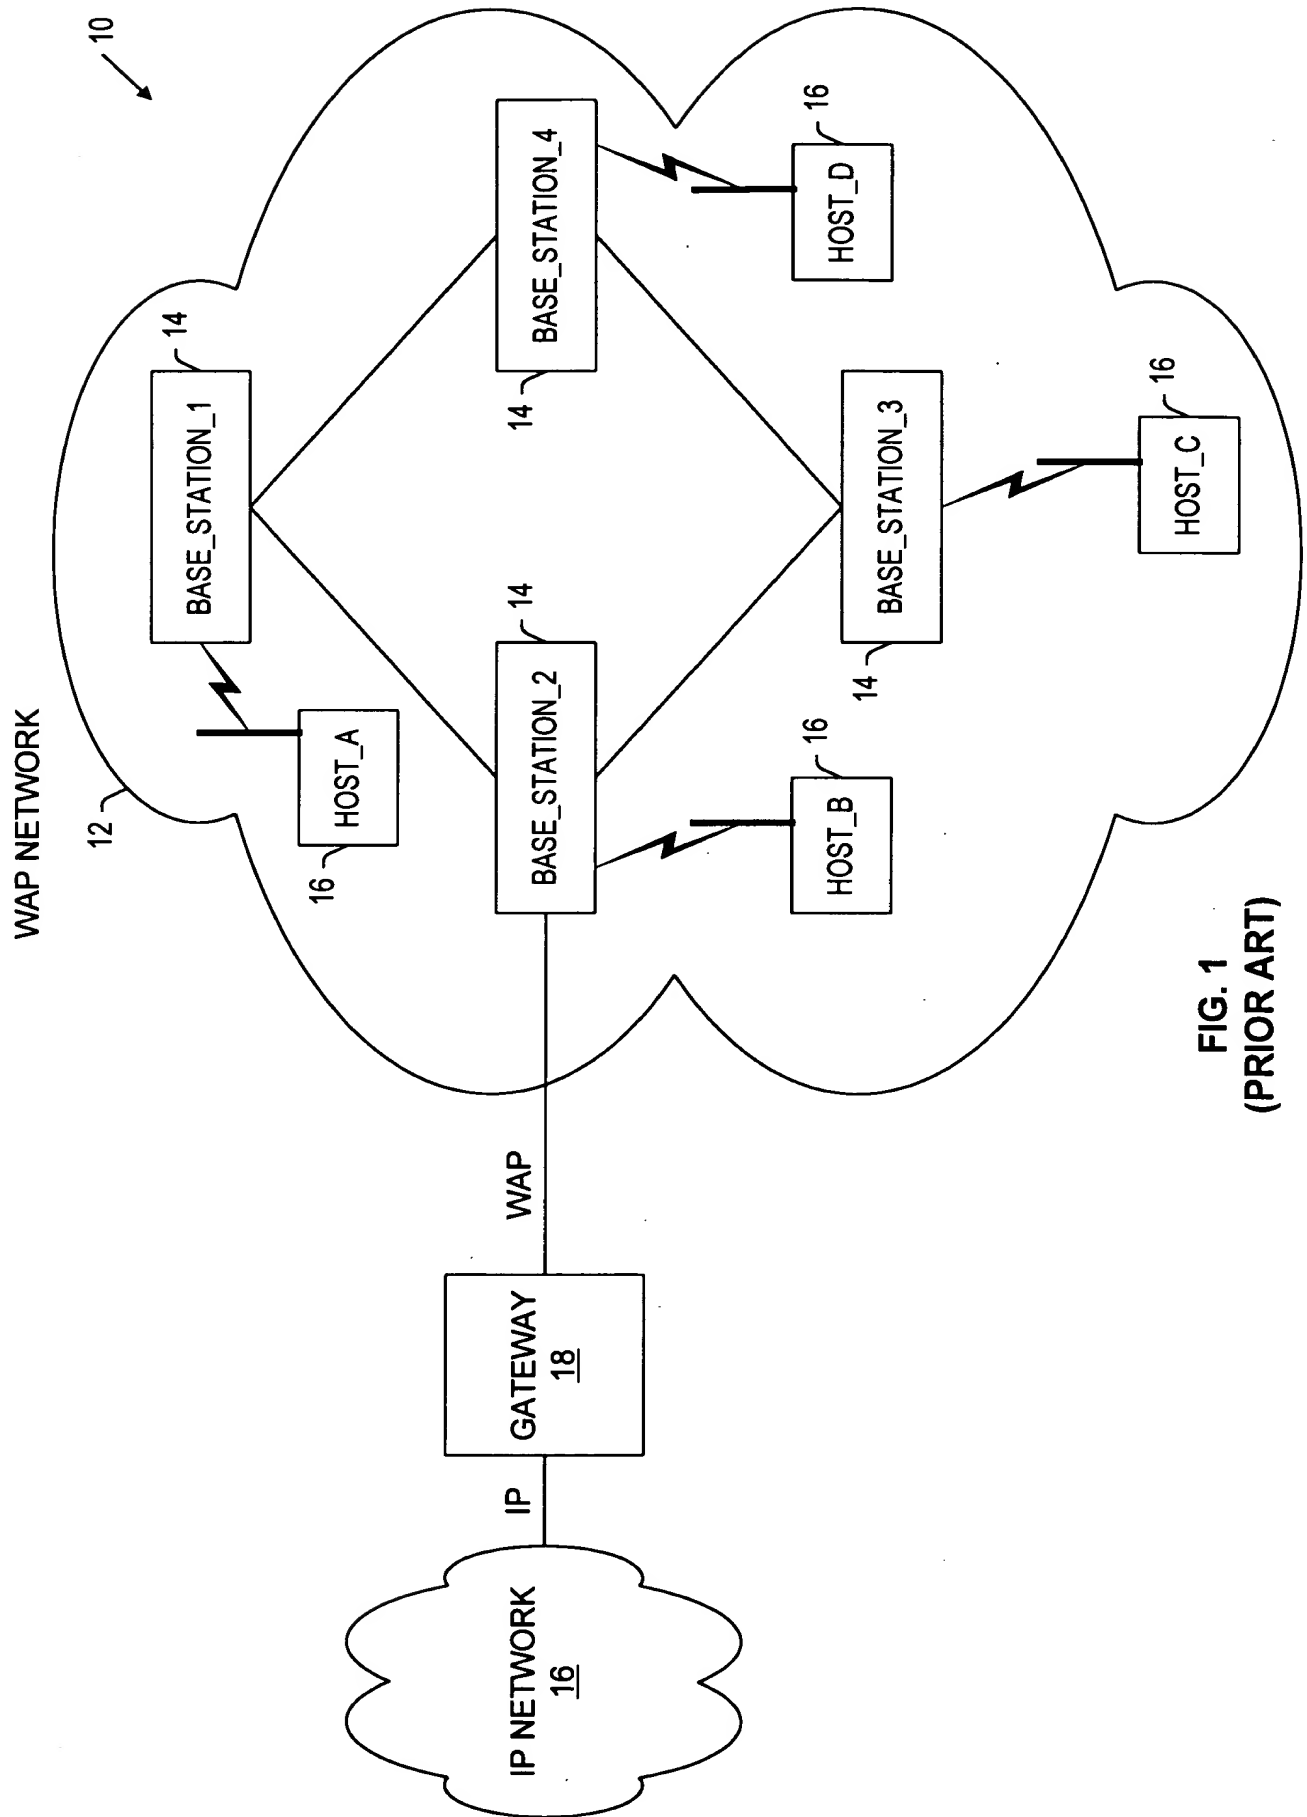 WAP NETWORK
10
12
14
BASE_STATION_1
HOST_A
16
14
BASE_STATION_2
14
BASE_STATION_4
WAP
IP
GATEWAY
18
IP NETWORK
16
16
HOST_B
16
HOST_D
14
BASE_STATION_3
16
HOST_C
FIG. 1
(PRIOR ART)